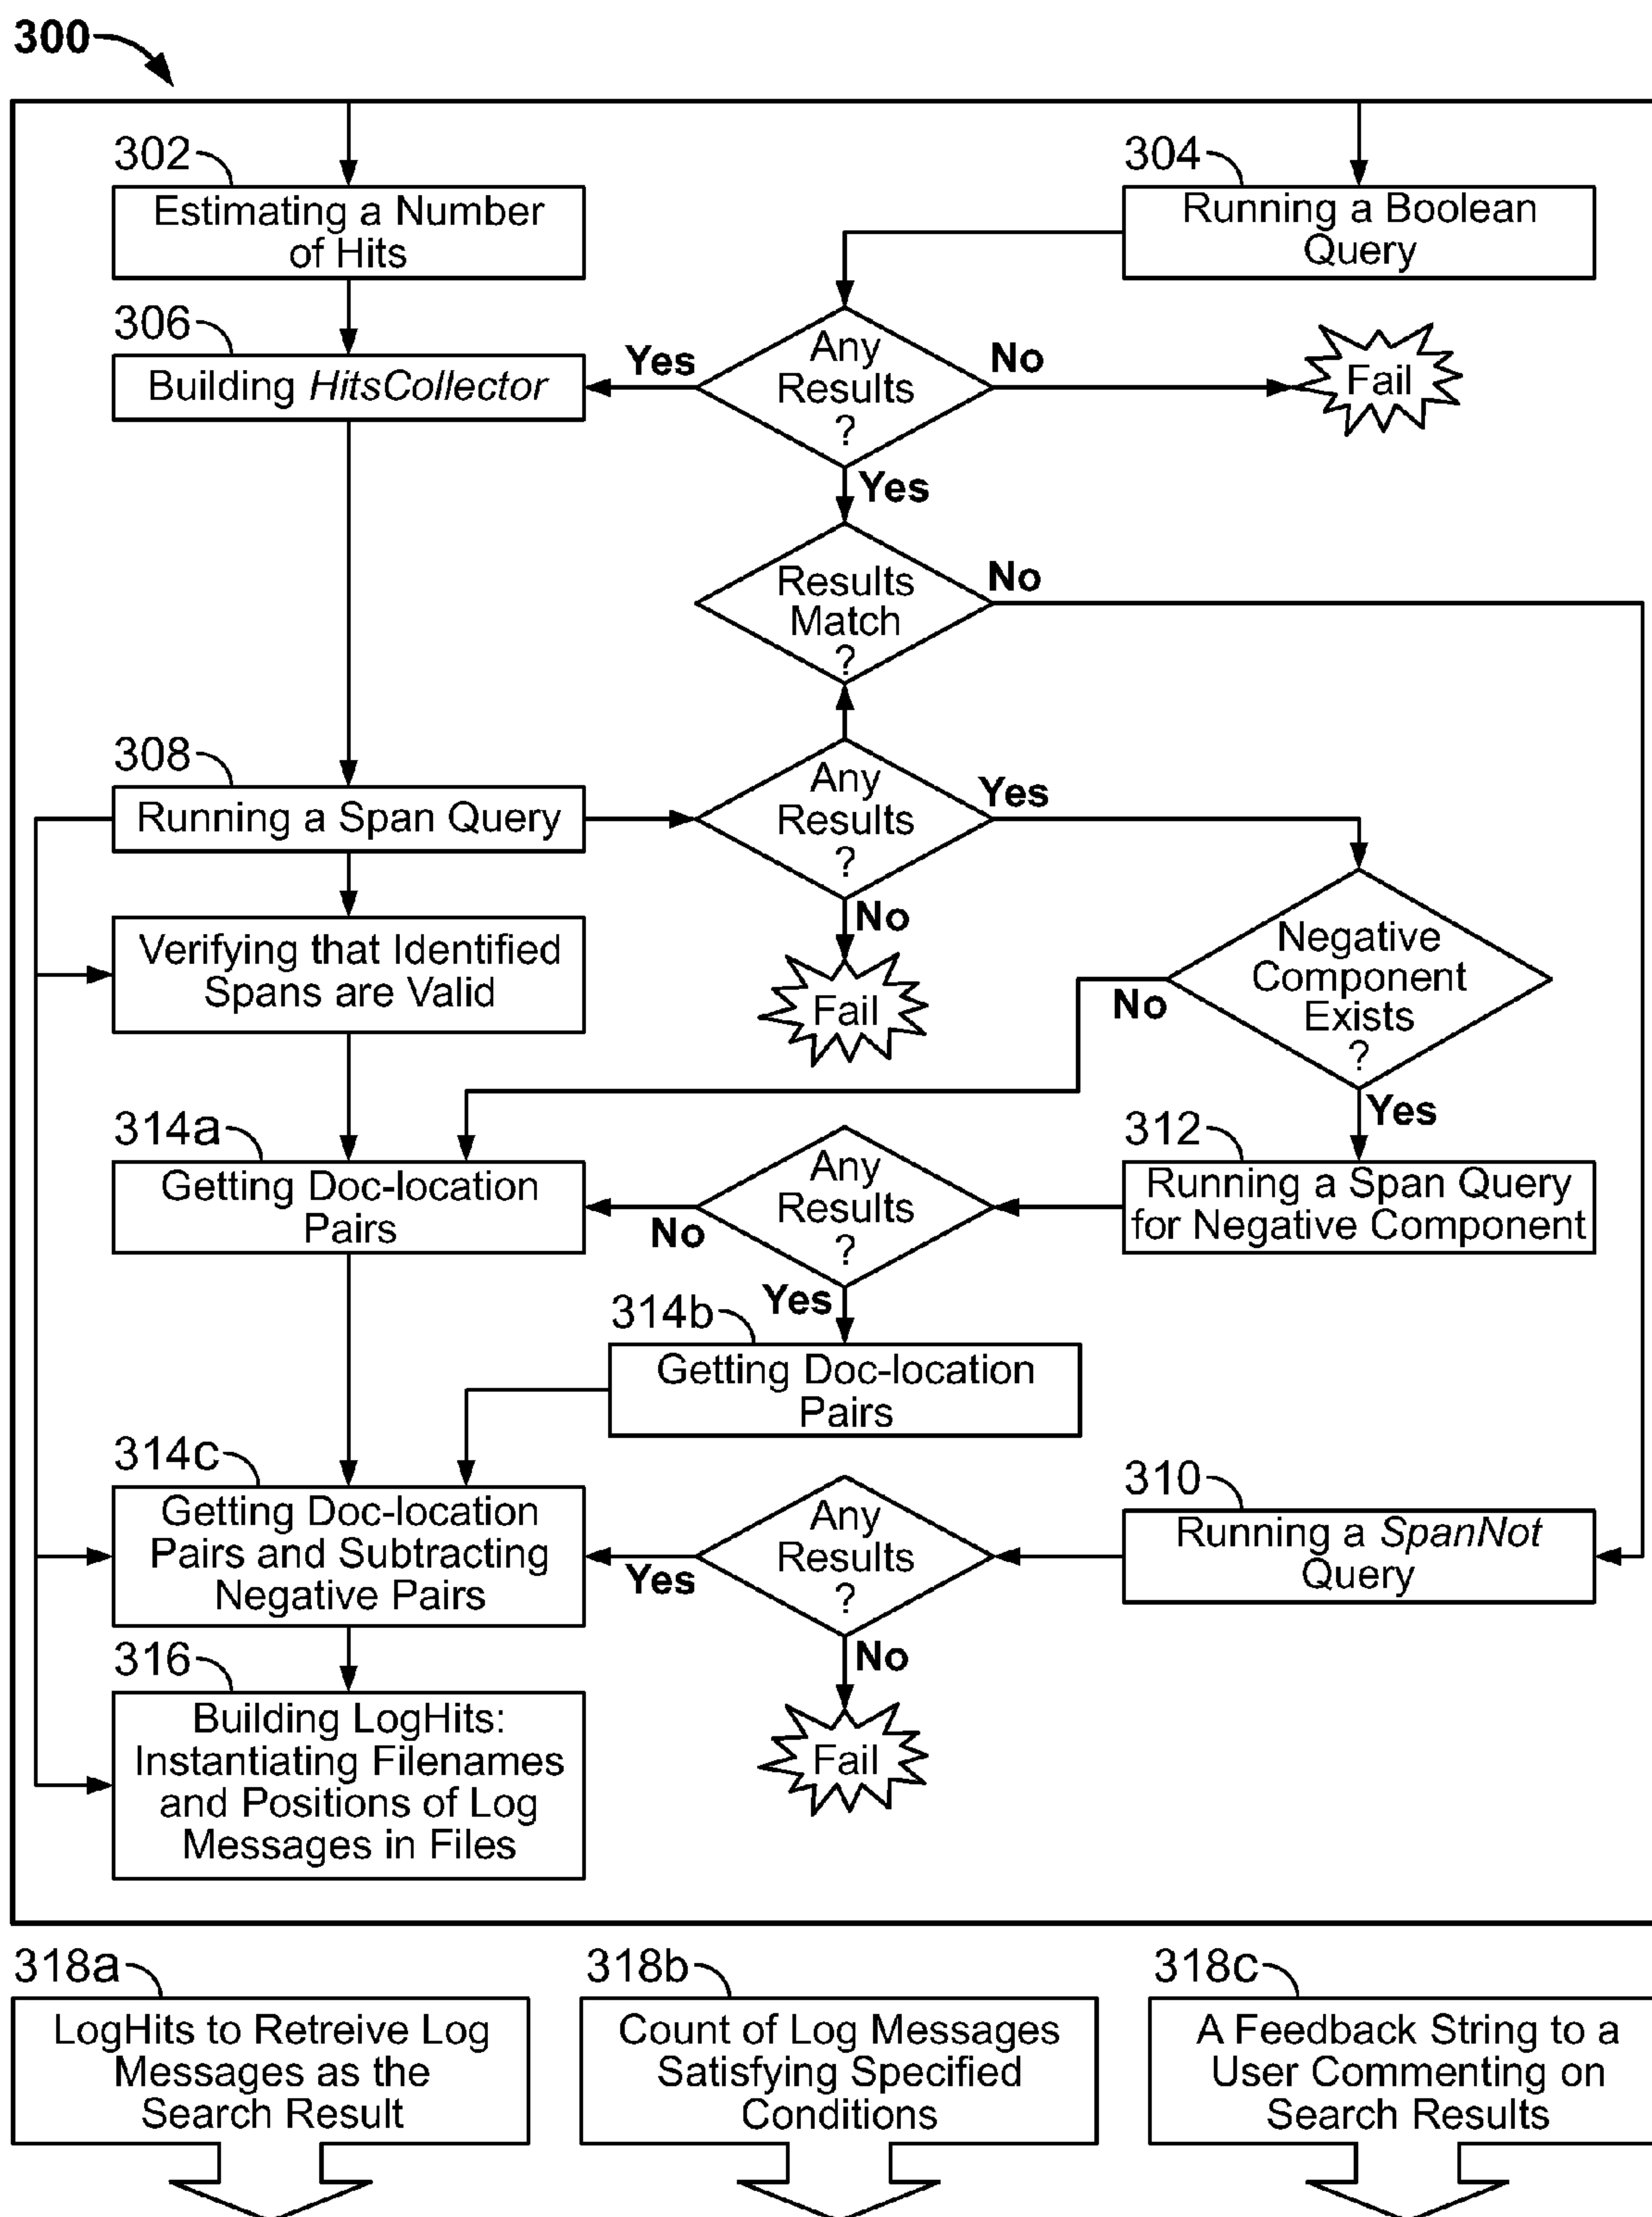 300
302
304
Estimating a Number
of Hits
Running a Boolean
Query
306
Building HitsCollector
Yes
Any
Results
?
No
Fail
Yes
Results
Match
?
No
308
Running a Span Query
Any
Results
?
Yes
No
Fail
Verifying that Identified
Spans are Valid
Negative
Component
Exists
?
No
Yes
314a
Getting Doc-location
Pairs
Any
Results
?
No
Yes
312
Running a Span Query
for Negative Component
314b
Getting Doc-location
Pairs
314c
Getting Doc-location
Pairs and Subtracting
Negative Pairs
Any
Results
?
Yes
No
Fail
310
Running a SpanNot
Query
316
Building LogHits:
Instantiating Filenames
and Positions of Log
Messages in Files
318a
LogHits to Retreive Log
Messages as the
Search Result
318b
Count of Log Messages
Satisfying Specified
Conditions
318c
A Feedback String to a
User Commenting on
Search Results